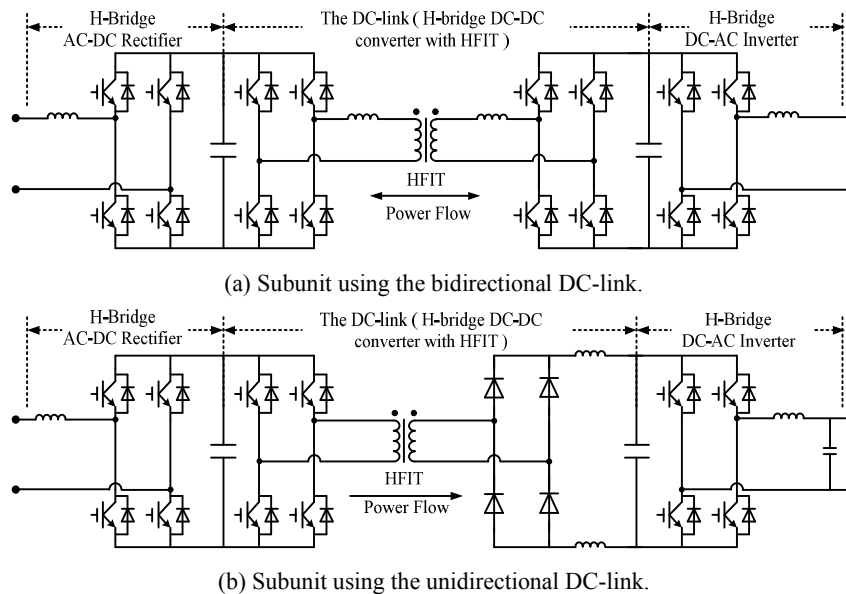 H-Bridge
AC-DC Rectifier
The DC-link ( H-bridge DC-DC
converter with HFIT )
H-Bridge
DC-AC Inverter
HFIT
Power Flow
(a) Subunit using the bidirectional DC-link.
H-Bridge
AC-DC Rectifier
The DC-link ( H-bridge DC-DC
converter with HFIT )
H-Bridge
DC-AC Inverter
HFIT
Power Flow
(b) Subunit using the unidirectional DC-link.